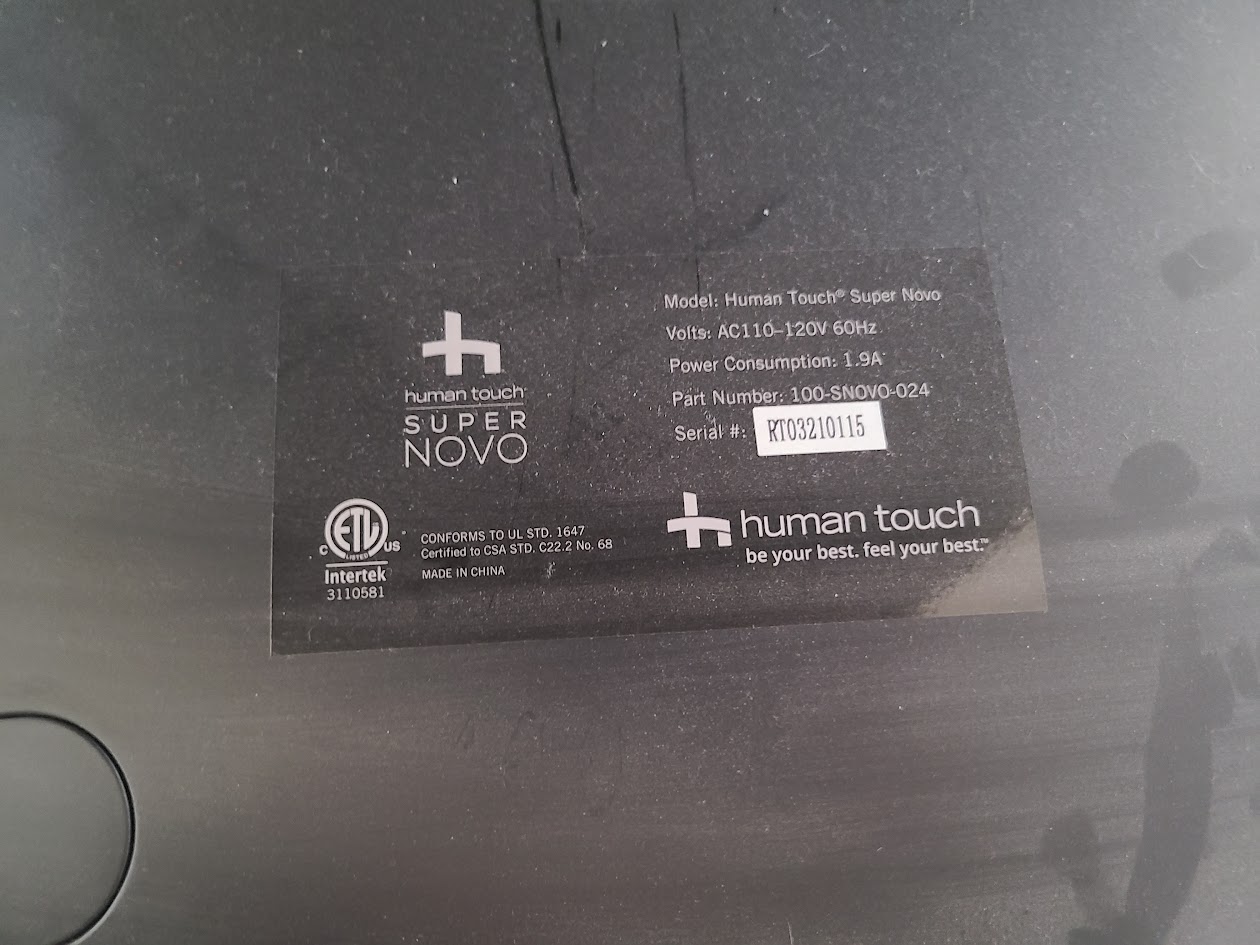 human touch
SUPER
NOVO
Model: Human Touch® Super Novo
Volts: AC110–120V 60Hz
Power Consumption: 1.9A
Part Number: 100-SNOVO-024
Serial #: RT03210115
ETL
LISTED
C US
Intertek
3110581
CONFORMS TO UL STD. 1647
Certified to CSA STD. C22.2 No. 68
MADE IN CHINA
human touch
be your best. feel your best.™